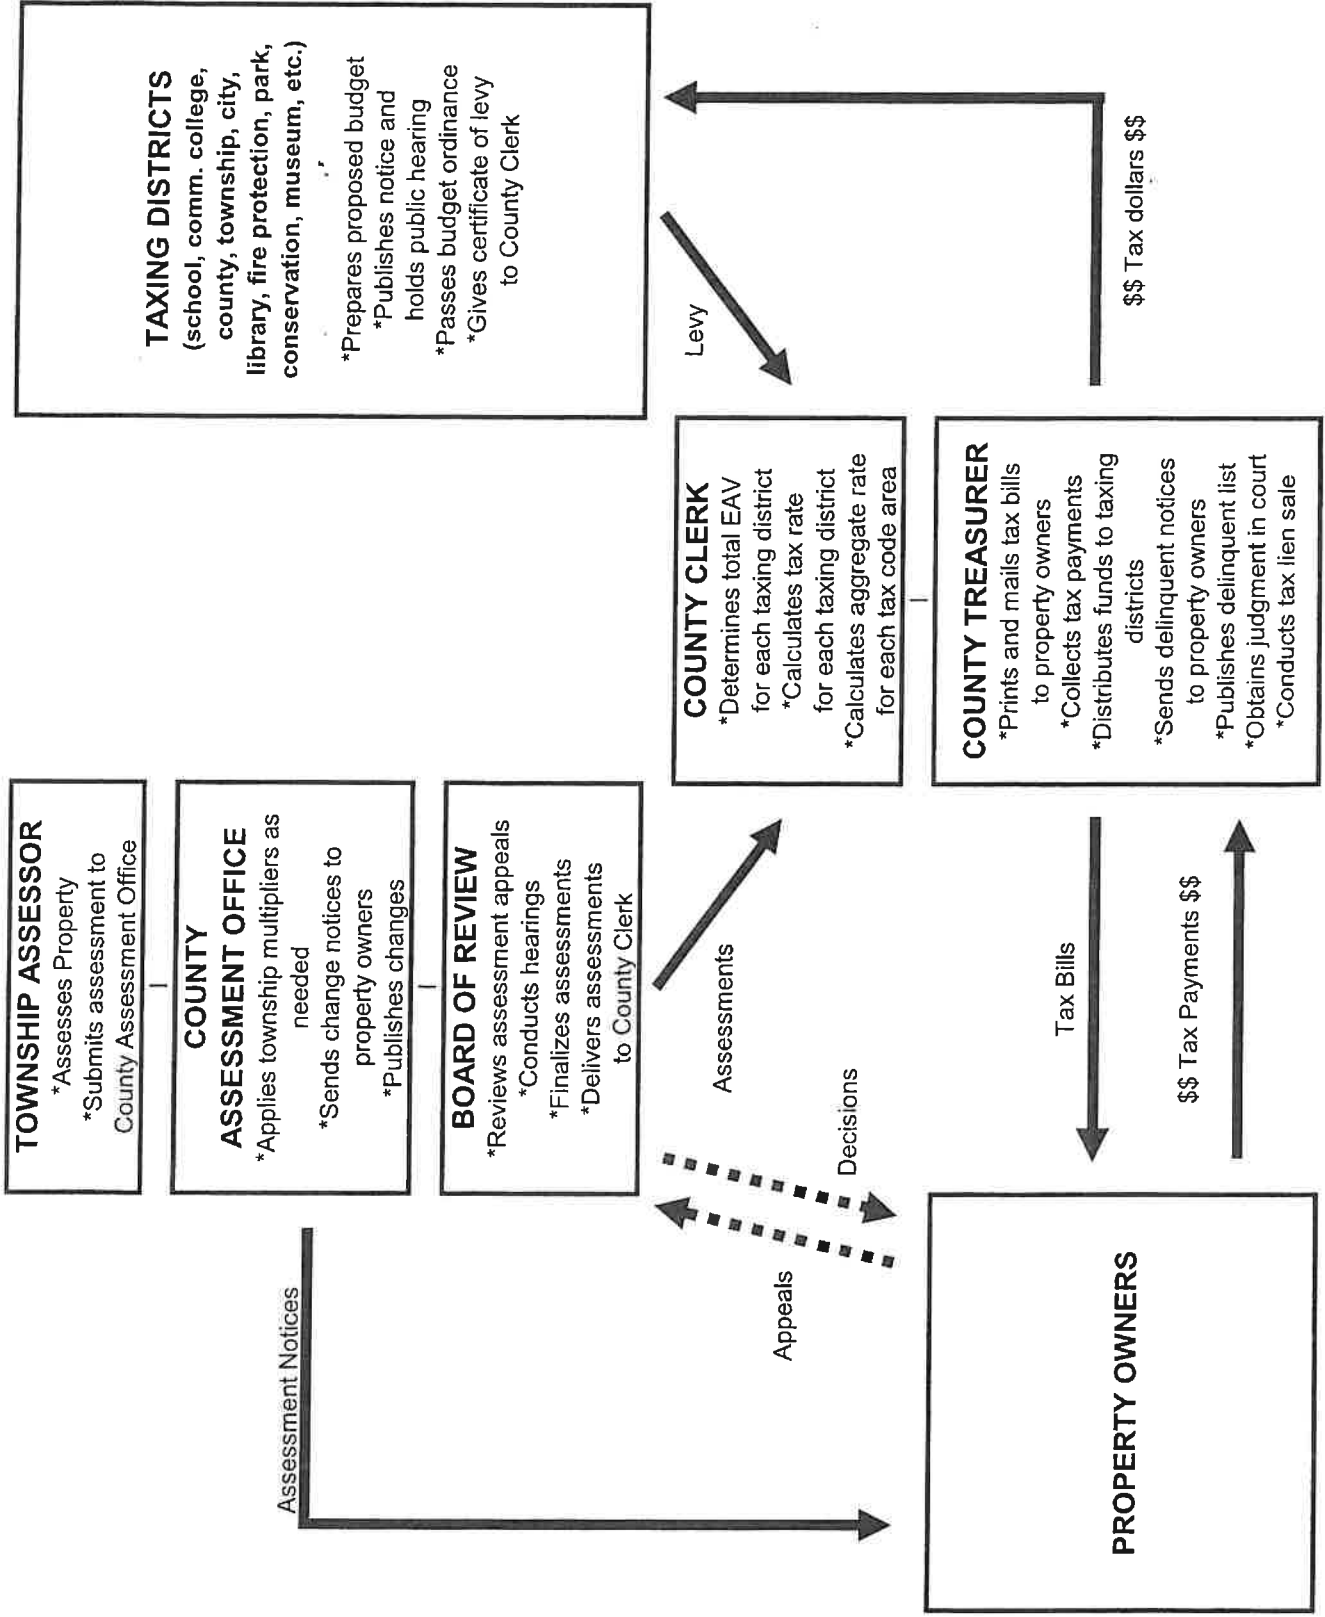 TOWNSHIP ASSESSOR
*Assesses Property
*Submits assessment to
County Assessment Office
COUNTY
ASSESSMENT OFFICE
*Applies township multipliers as
needed
*Sends change notices to
property owners
*Publishes changes
BOARD OF REVIEW
*Reviews assessment appeals
*Conducts hearings
*Finalizes assessments
*Delivers assessments
to County Clerk
TAXING DISTRICTS
(school, comm. college,
county, township, city,
library, fire protection, park,
conservation, museum, etc.)
*Prepares proposed budget
*Publishes notice and
holds public hearing
*Passes budget ordinance
*Gives certificate of levy
to County Clerk
Assessment Notices
Appeals
Decisions
Assessments
Levy
COUNTY CLERK
*Determines total EAV
for each taxing district
*Calculates tax rate
for each taxing district
*Calculates aggregate rate
for each tax code area
COUNTY TREASURER
*Prints and mails tax bills
to property owners
*Collects tax payments
*Distributes funds to taxing
districts
*Sends delinquent notices
to property owners
*Publishes delinquent list
*Obtains judgment in court
*Conducts tax lien sale
PROPERTY OWNERS
Tax Bills
$$ Tax Payments $$
$$ Tax dollars $$